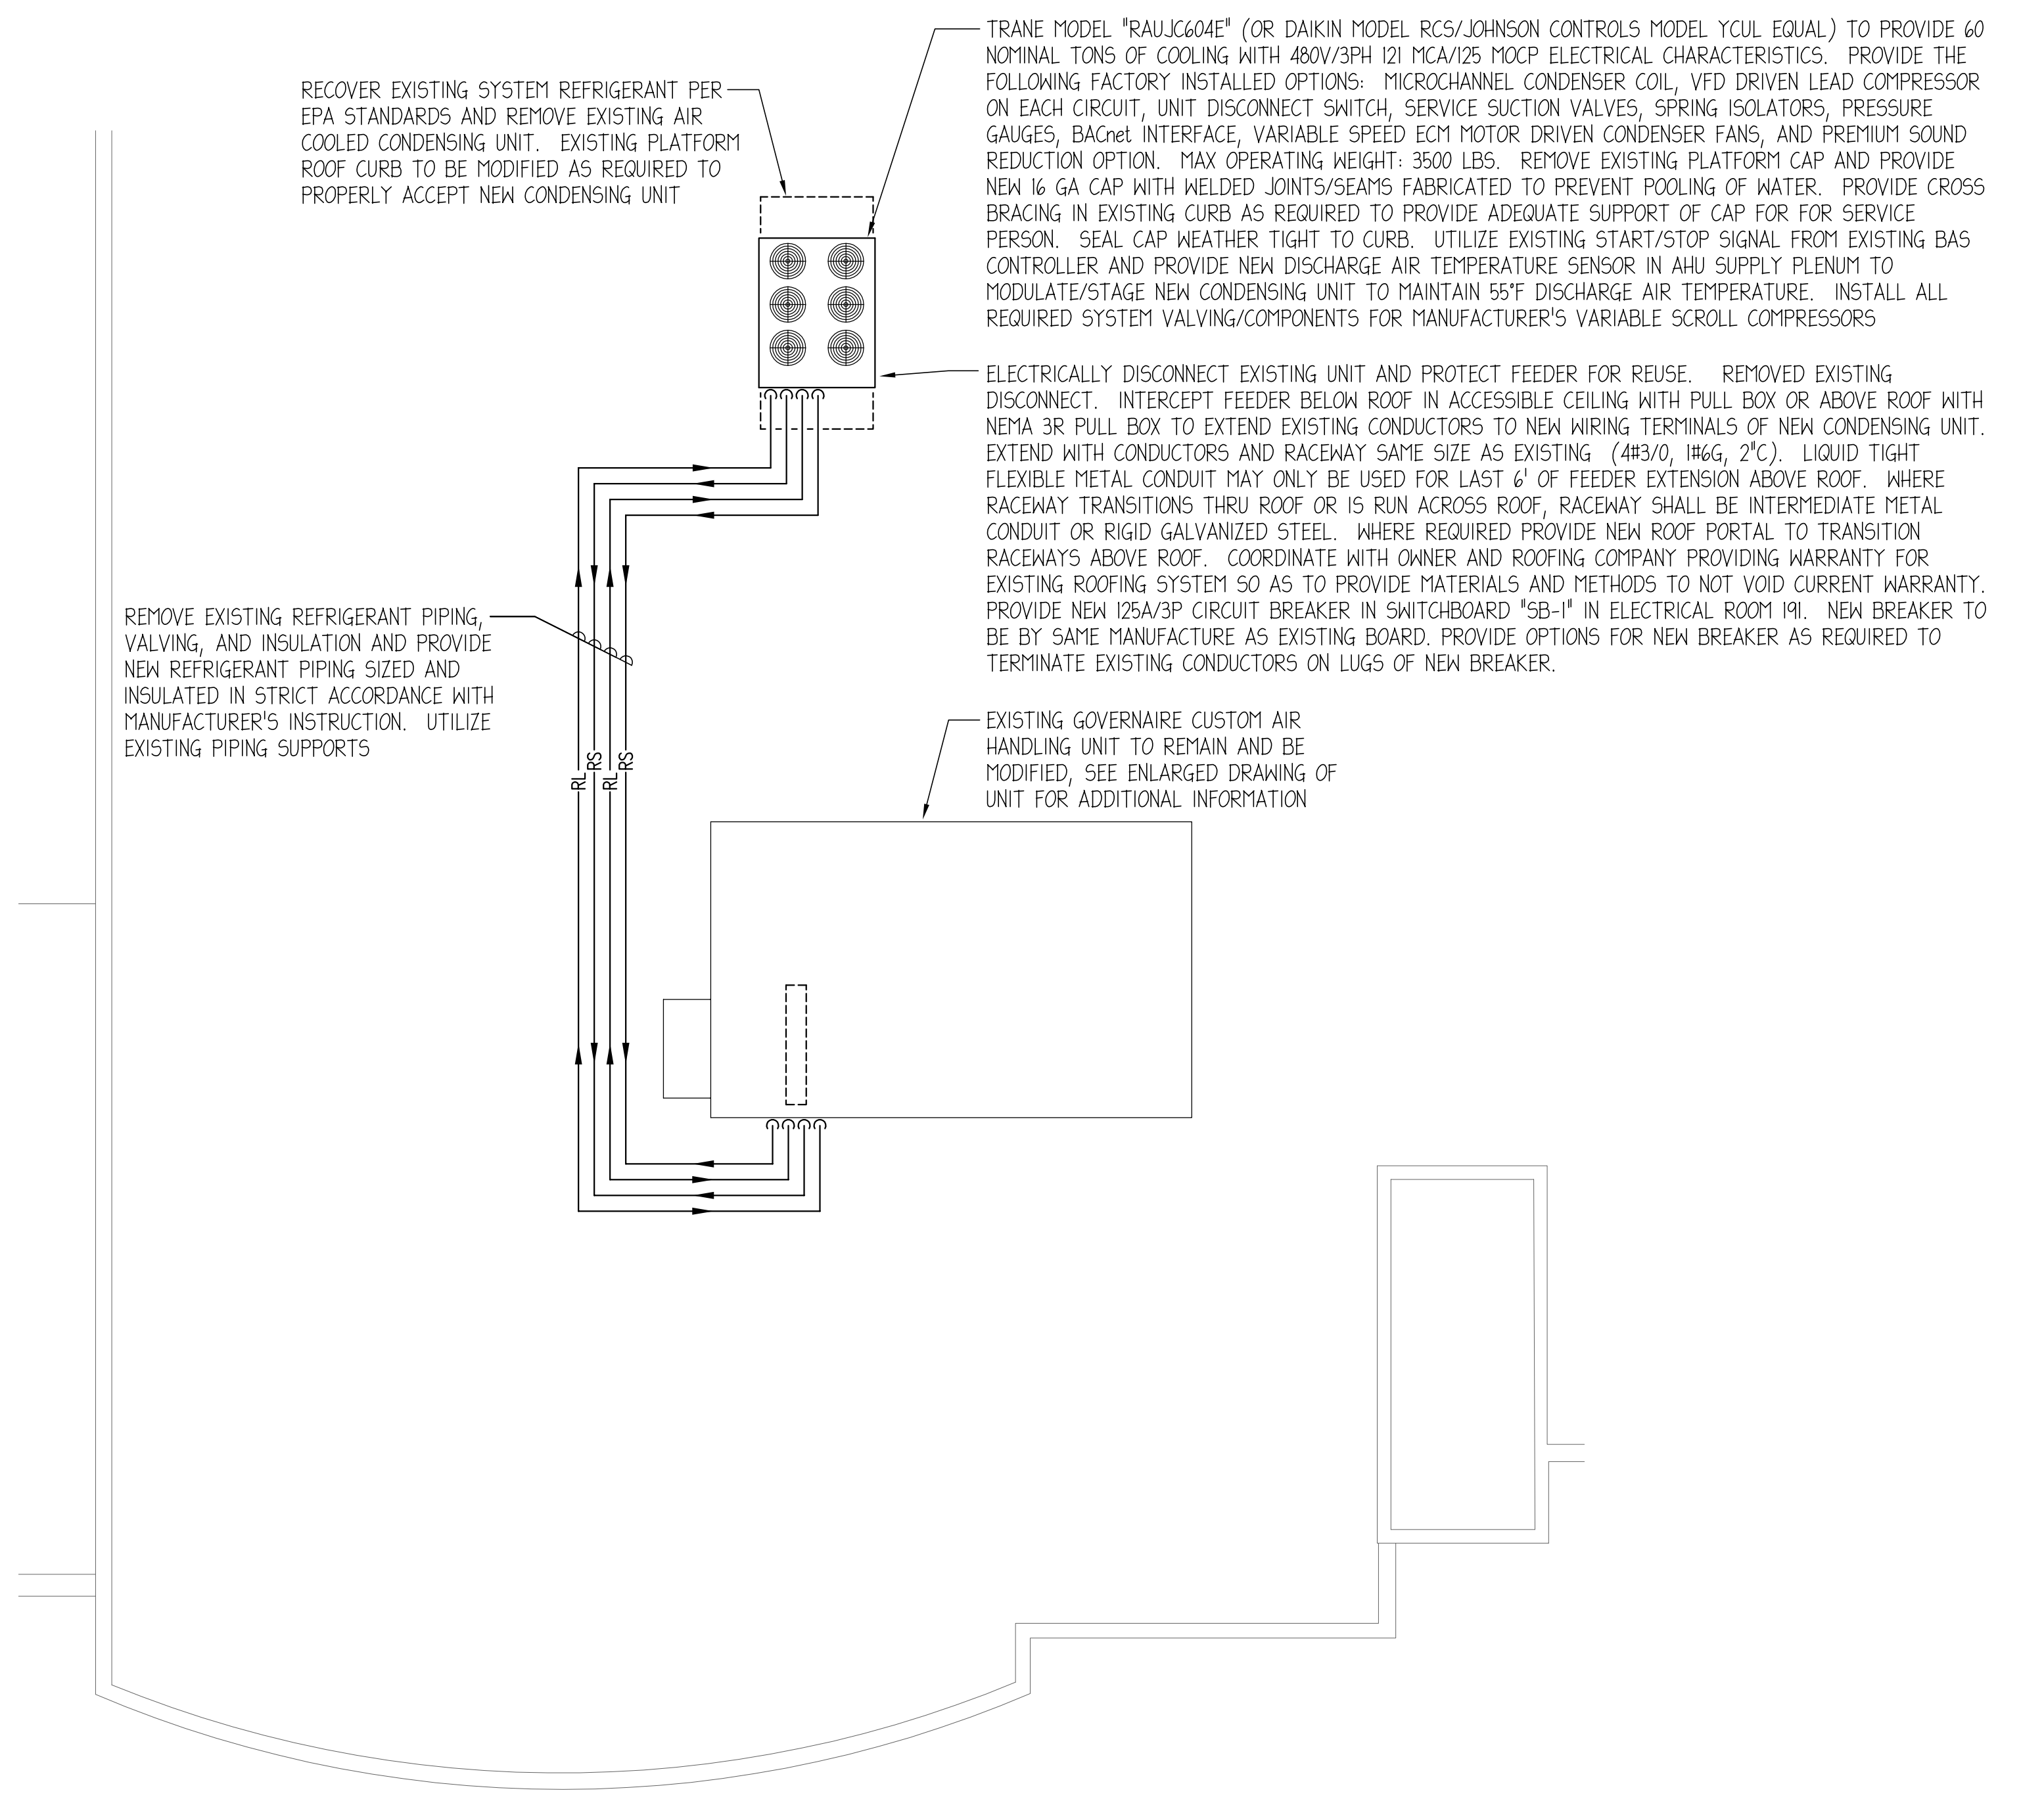 TRANE MODEL "RAUJC604E" (OR DAIKIN MODEL RCS/JOHNSON CONTROLS MODEL YCUL EQUAL) TO PROVIDE 60
NOMINAL TONS OF COOLING WITH 480V/3PH 121 MCA/125 MOCP ELECTRICAL CHARACTERISTICS. PROVIDE THE
FOLLOWING FACTORY INSTALLED OPTIONS: MICROCHANNEL CONDENSER COIL, VFD DRIVEN LEAD COMPRESSOR
ON EACH CIRCUIT, UNIT DISCONNECT SWITCH, SERVICE SUCTION VALVES, SPRING ISOLATORS, PRESSURE
GAUGES, BACnet INTERFACE, VARIABLE SPEED ECM MOTOR DRIVEN CONDENSER FANS, AND PREMIUM SOUND
REDUCTION OPTION. MAX OPERATING WEIGHT: 3500 LBS. REMOVE EXISTING PLATFORM CAP AND PROVIDE
NEW 16 GA CAP WITH WELDED JOINTS/SEAMS FABRICATED TO PREVENT POOLING OF WATER. PROVIDE CROSS
BRACING IN EXISTING CURB AS REQUIRED TO PROVIDE ADEQUATE SUPPORT OF CAP FOR FOR SERVICE
PERSON. SEAL CAP WEATHER TIGHT TO CURB. UTILIZE EXISTING START/STOP SIGNAL FROM EXISTING BAS
CONTROLLER AND PROVIDE NEW DISCHARGE AIR TEMPERATURE SENSOR IN AHU SUPPLY PLENUM TO
MODULATE/STAGE NEW CONDENSING UNIT TO MAINTAIN 55°F DISCHARGE AIR TEMPERATURE. INSTALL ALL
REQUIRED SYSTEM VALVING/COMPONENTS FOR MANUFACTURER'S VARIABLE SCROLL COMPRESSORS
RECOVER EXISTING SYSTEM REFRIGERANT PER
EPA STANDARDS AND REMOVE EXISTING AIR
COOLED CONDENSING UNIT. EXISTING PLATFORM
ROOF CURB TO BE MODIFIED AS REQUIRED TO
PROPERLY ACCEPT NEW CONDENSING UNIT
ELECTRICALLY DISCONNECT EXISTING UNIT AND PROTECT FEEDER FOR REUSE. REMOVED EXISTING
DISCONNECT. INTERCEPT FEEDER BELOW ROOF IN ACCESSIBLE CEILING WITH PULL BOX OR ABOVE ROOF WITH
NEMA 3R PULL BOX TO EXTEND EXISTING CONDUCTORS TO NEW WIRING TERMINALS OF NEW CONDENSING UNIT.
EXTEND WITH CONDUCTORS AND RACEWAY SAME SIZE AS EXISTING (4#3/0, 1#6G, 2"C). LIQUID TIGHT
FLEXIBLE METAL CONDUIT MAY ONLY BE USED FOR LAST 6' OF FEEDER EXTENSION ABOVE ROOF. WHERE
RACEWAY TRANSITIONS THRU ROOF OR IS RUN ACROSS ROOF, RACEWAY SHALL BE INTERMEDIATE METAL
CONDUIT OR RIGID GALVANIZED STEEL. WHERE REQUIRED PROVIDE NEW ROOF PORTAL TO TRANSITION
RACEWAYS ABOVE ROOF. COORDINATE WITH OWNER AND ROOFING COMPANY PROVIDING WARRANTY FOR
EXISTING ROOFING SYSTEM SO AS TO PROVIDE MATERIALS AND METHODS TO NOT VOID CURRENT WARRANTY.
PROVIDE NEW 125A/3P CIRCUIT BREAKER IN SWITCHBOARD "SB-1" IN ELECTRICAL ROOM 191. NEW BREAKER TO
BE BY SAME MANUFACTURE AS EXISTING BOARD. PROVIDE OPTIONS FOR NEW BREAKER AS REQUIRED TO
TERMINATE EXISTING CONDUCTORS ON LUGS OF NEW BREAKER.
REMOVE EXISTING REFRIGERANT PIPING,
VALVING, AND INSULATION AND PROVIDE
NEW REFRIGERANT PIPING SIZED AND
INSULATED IN STRICT ACCORDANCE WITH
MANUFACTURER'S INSTRUCTION. UTILIZE
EXISTING PIPING SUPPORTS
EXISTING GOVERNAIRE CUSTOM AIR
HANDLING UNIT TO REMAIN AND BE
MODIFIED, SEE ENLARGED DRAWING OF
UNIT FOR ADDITIONAL INFORMATION
RL
RS
RL
RS